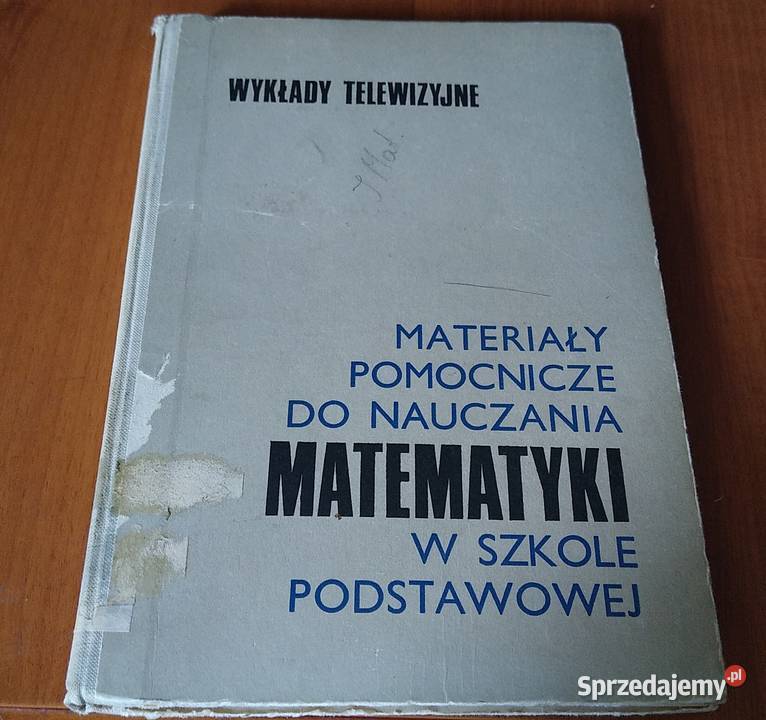 WYKŁADY TELEWIZYJNE
MATERIAŁY
POMOCNICZE
DO NAUCZANIA
MATEMATYKI
W SZKOLE
PODSTAWOWEJ
Sprzedajemy.pl